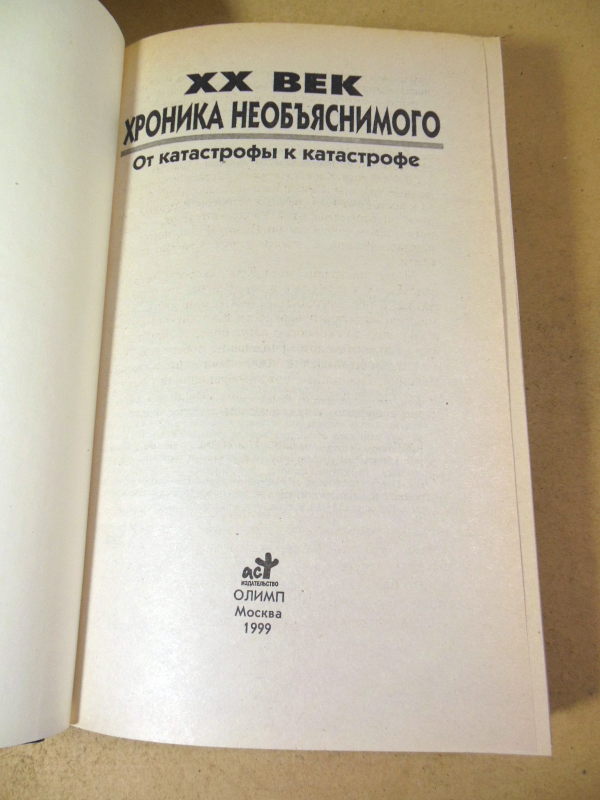 XX ВЕК
ХРОНИКА НЕОБЪЯСНИМОГО
От катастрофы к катастрофе
аст
ИЗДАТЕЛЬСТВО
ОЛИМП
Москва
1999